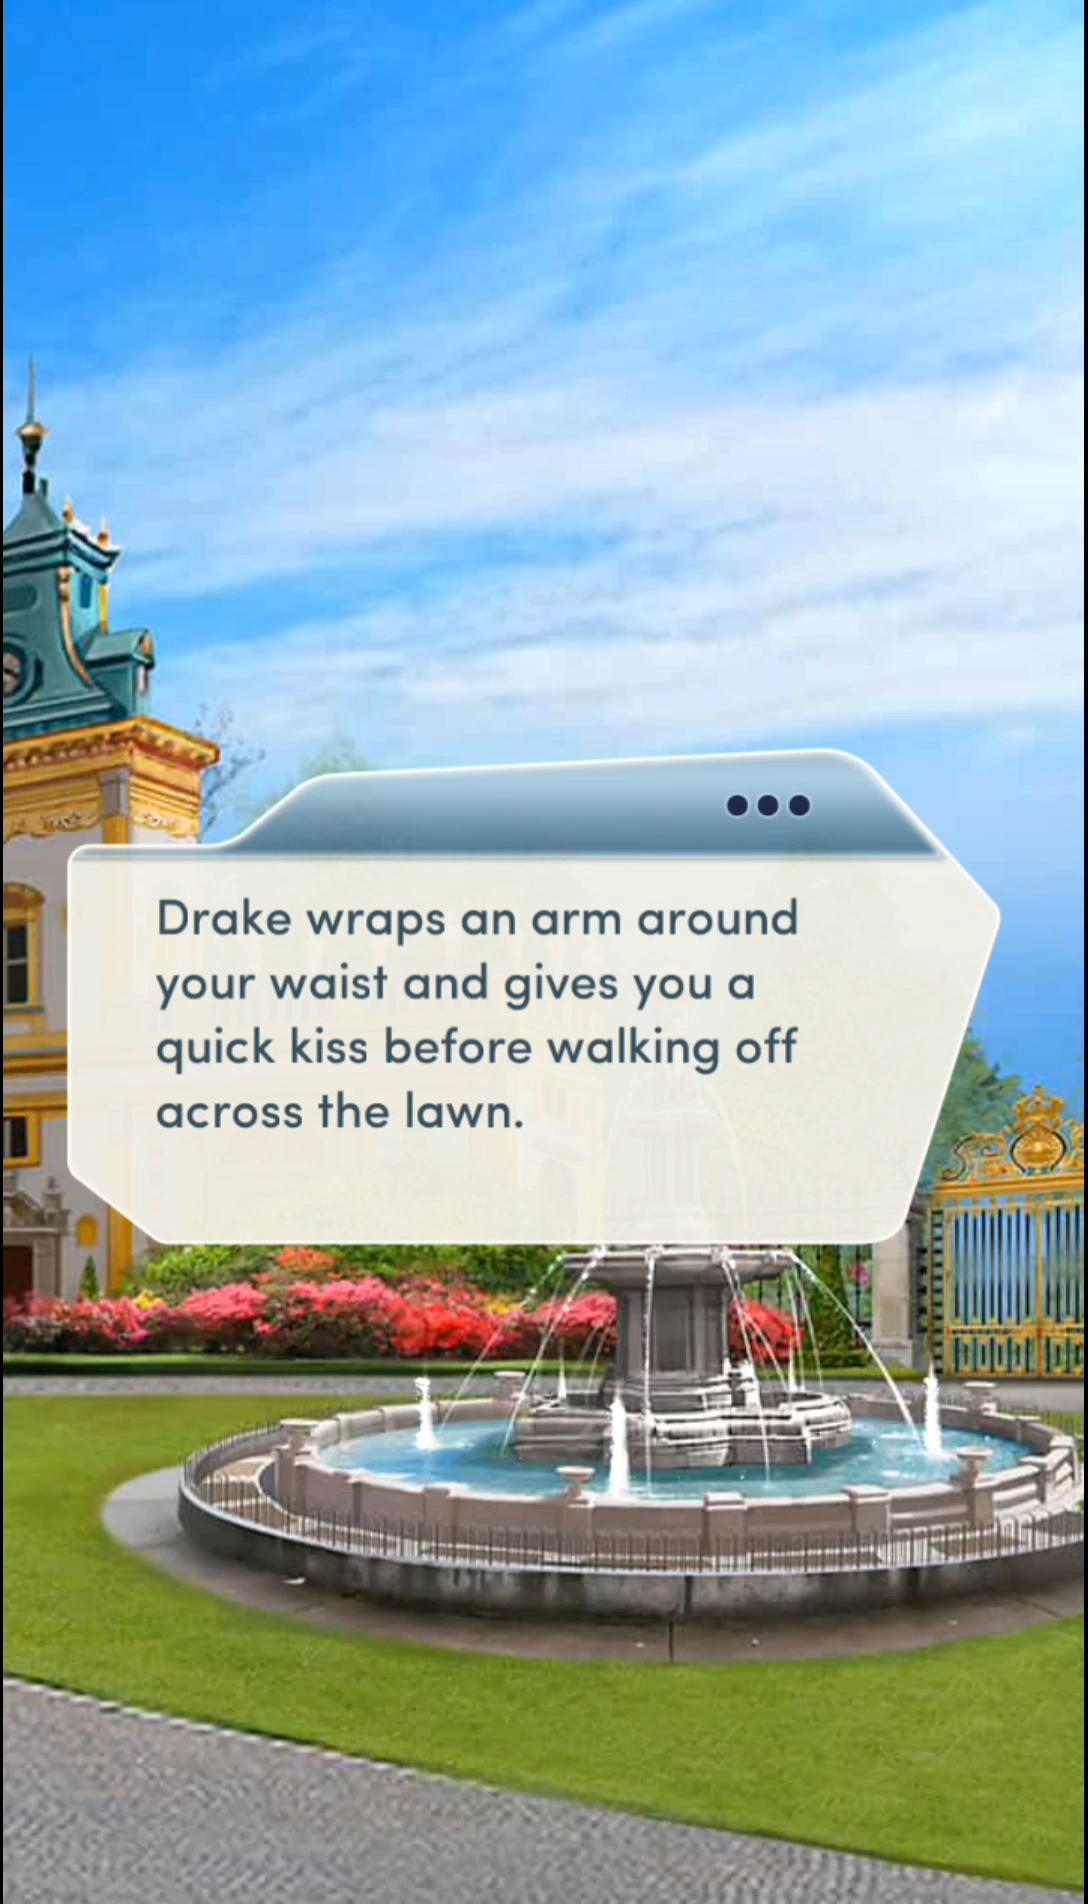 Drake wraps an arm around
your waist and gives you a
quick kiss before walking off
across the lawn.